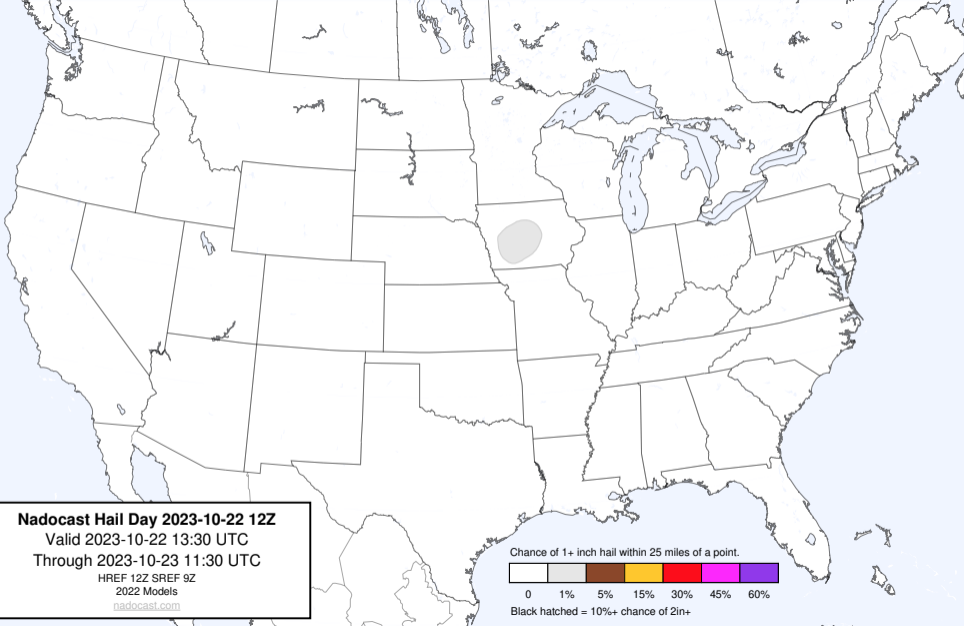 Nadocast Hail Day 2023-10-22 12Z
Valid 2023-10-22 13:30 UTC
Through 2023-10-23 11:30 UTC
HREF 12Z SREF 9Z
2022 Models
nadocast.com
Chance of 1+ inch hail within 25 miles of a point.
0 1% 5% 15% 30% 45% 60%
Black hatched = 10%+ chance of 2in+